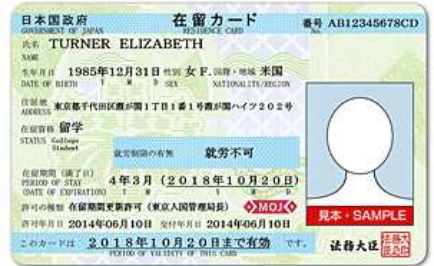 日本国政府 在留カード 番号 AB12345678CD
GOVERNMENT OF JAPAN RESIDENCE CARD No.
氏名 TURNER ELIZABETH
NAME
生年月日 1985年12月31日 性別 女 F. 国籍・地域 米国
DATE OF BIRTH Y M D SEX NATIONALITY/REGION
住居地 東京都千代田区霞が関1丁目1番1号霞が関ハイツ202号
ADDRESS
在留資格 留学
STATUS College
Student
就労制限の有無 就労不可
在留期間(満了日) 4年3月(2018年10月20日)
PERIOD OF STAY
(DATE OF EXPIRATION) Y M Y M D
許可の種類 在留期間更新許可(東京入国管理局長)
MOJ
見本・SAMPLE
許可年月日 2014年06月10日 交付年月日 2014年06月10日
このカードは 2018年10月20日まで有効 です。
PERIOD OF VALIDITY OF THIS CARD
法務大臣